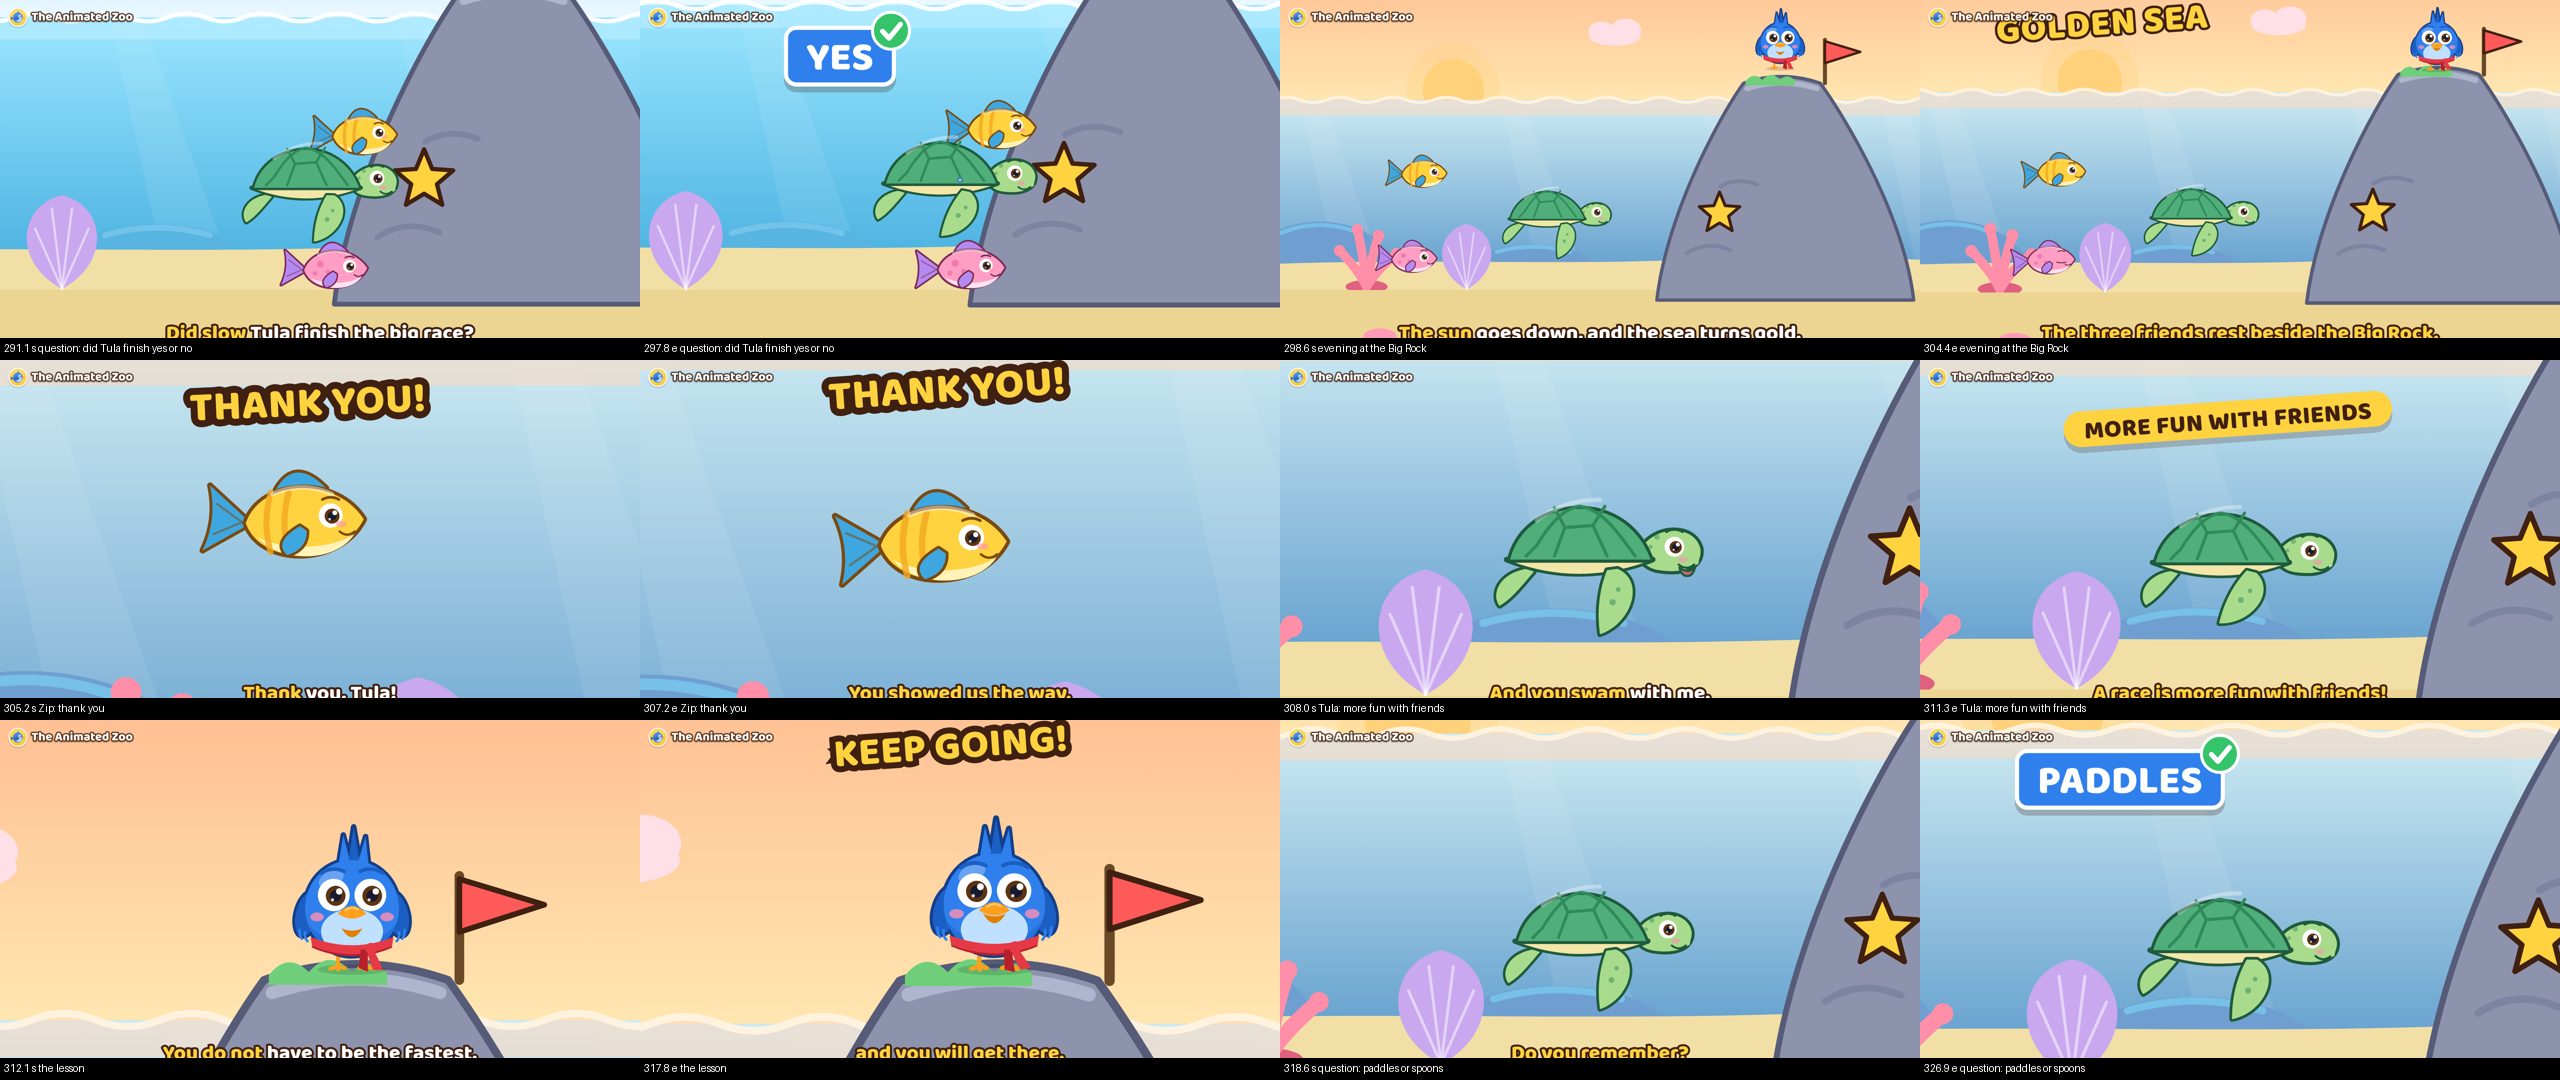 The Animated Zoo
Did slow Tula finish the big race?
291.1 s question: did Tula finish yes or no
The Animated Zoo
YES
297.8 e question: did Tula finish yes or no
The Animated Zoo
The sun goes down, and the sea turns gold.
298.6 s evening at the Big Rock
The Animated Zoo
GOLDEN SEA
The three friends rest beside the Big Rock.
304.4 e evening at the Big Rock
The Animated Zoo
THANK YOU!
Thank you, Tula!
305.2 s Zip: thank you
The Animated Zoo
THANK YOU!
You showed us the way.
307.2 e Zip: thank you
The Animated Zoo
And you swam with me.
308.0 s Tula: more fun with friends
The Animated Zoo
MORE FUN WITH FRIENDS
A race is more fun with friends!
311.3 e Tula: more fun with friends
The Animated Zoo
You do not have to be the fastest.
312.1 s the lesson
The Animated Zoo
KEEP GOING!
and you will get there.
317.8 e the lesson
The Animated Zoo
Do you remember?
318.6 s question: paddles or spoons
The Animated Zoo
PADDLES
326.9 e question: paddles or spoons